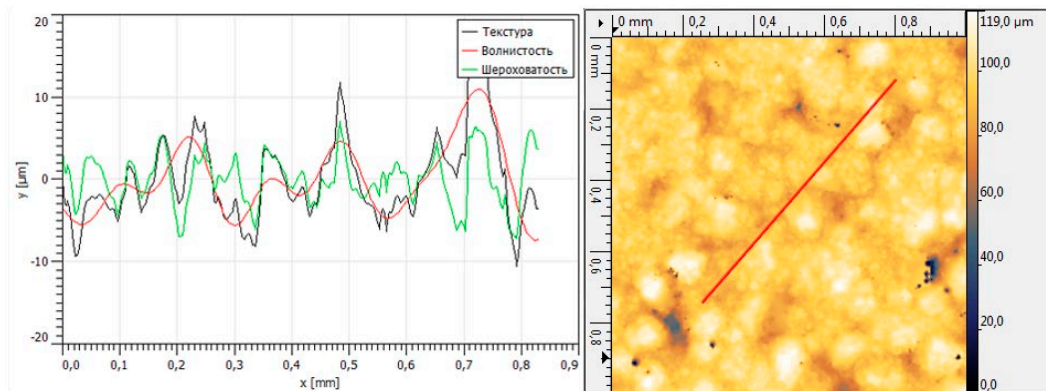 20
10
0
-10
-20
y [µm]
Текстура
Волнистость
Шероховатость
0,0 0,1 0,2 0,3 0,4 0,5 0,6 0,7 0,8 0,9
x [mm]
0 mm 0,2 0,4 0,6 0,8
0 mm
0,2
0,4
0,6
0,8
119,0 µm
100,0
80,0
60,0
40,0
20,0
0,0